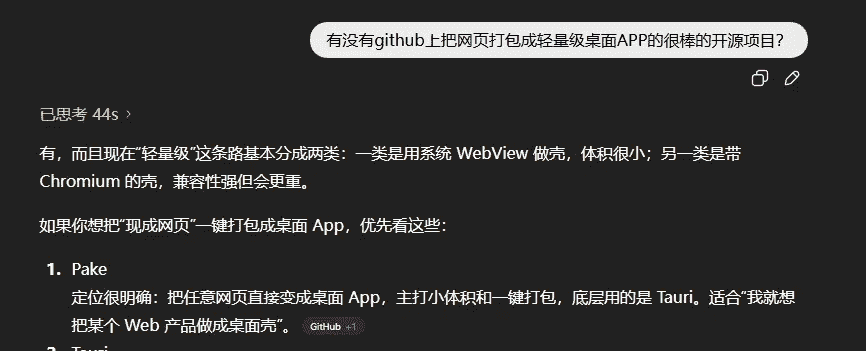 有没有github上把网页打包成轻量级桌面APP的很棒的开源项目？
已思考 44s >
有，而且现在“轻量级”这条路基本分成两类：一类是用系统 WebView 做壳，体积很小；另一类是带
Chromium 的壳，兼容性强但会更重。
如果你想把“现成网页”一键打包成桌面 App，优先看这些：
1. Pake
定位很明确：把任意网页直接变成桌面 App，主打小体积和一键打包，底层用的是 Tauri。适合“我就想
把某个 Web 产品做成桌面壳”。 GitHub +1